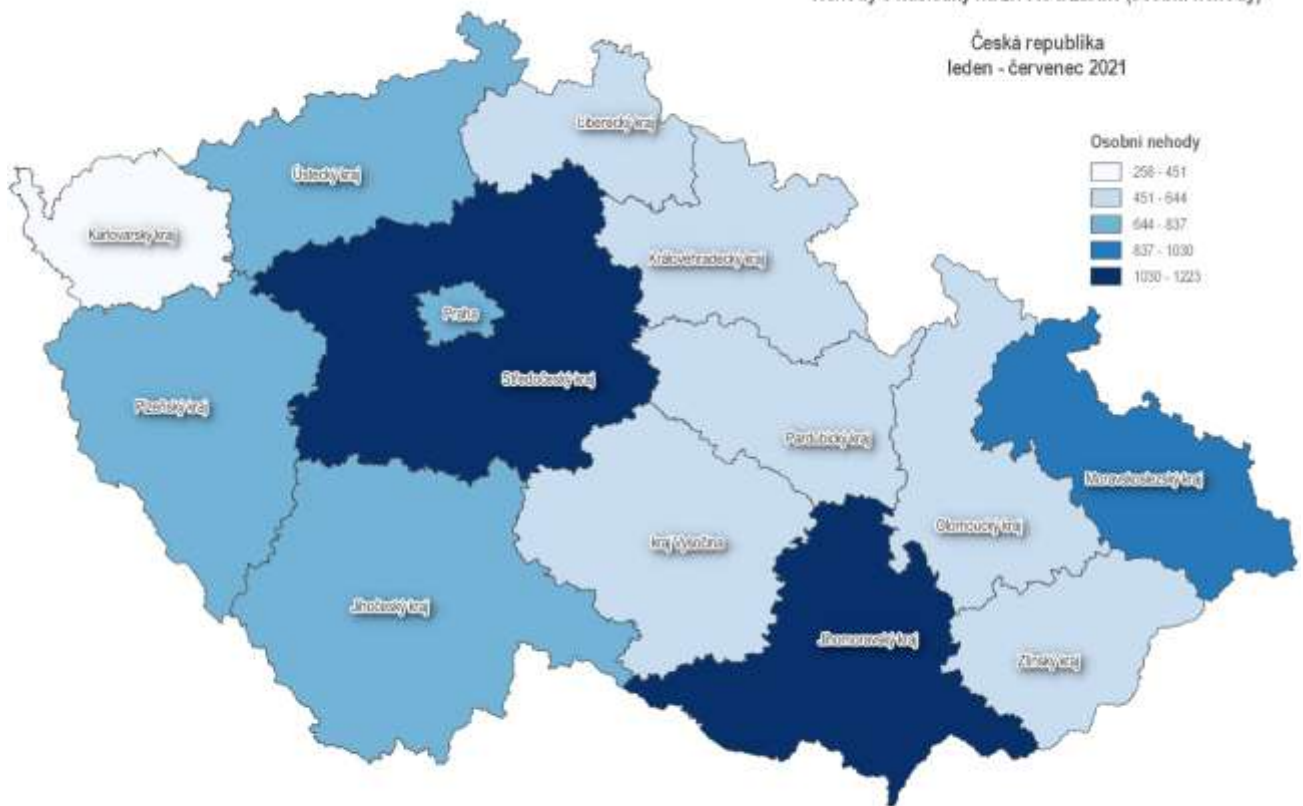 Česká republika
leden - červenec 2021
Osobní nehody
258 - 451
451 - 644
644 - 837
837 - 1030
1030 - 1223
Liberecký kraj
Ústecký kraj
Karlovarský kraj
Královéhradecký kraj
Praha
Středočeský kraj
Plzeňský kraj
Pardubický kraj
Moravskoslezský kraj
Olomoucký kraj
kraj Vysočina
Jihočeský kraj
Jihomoravský kraj
Zlínský kraj